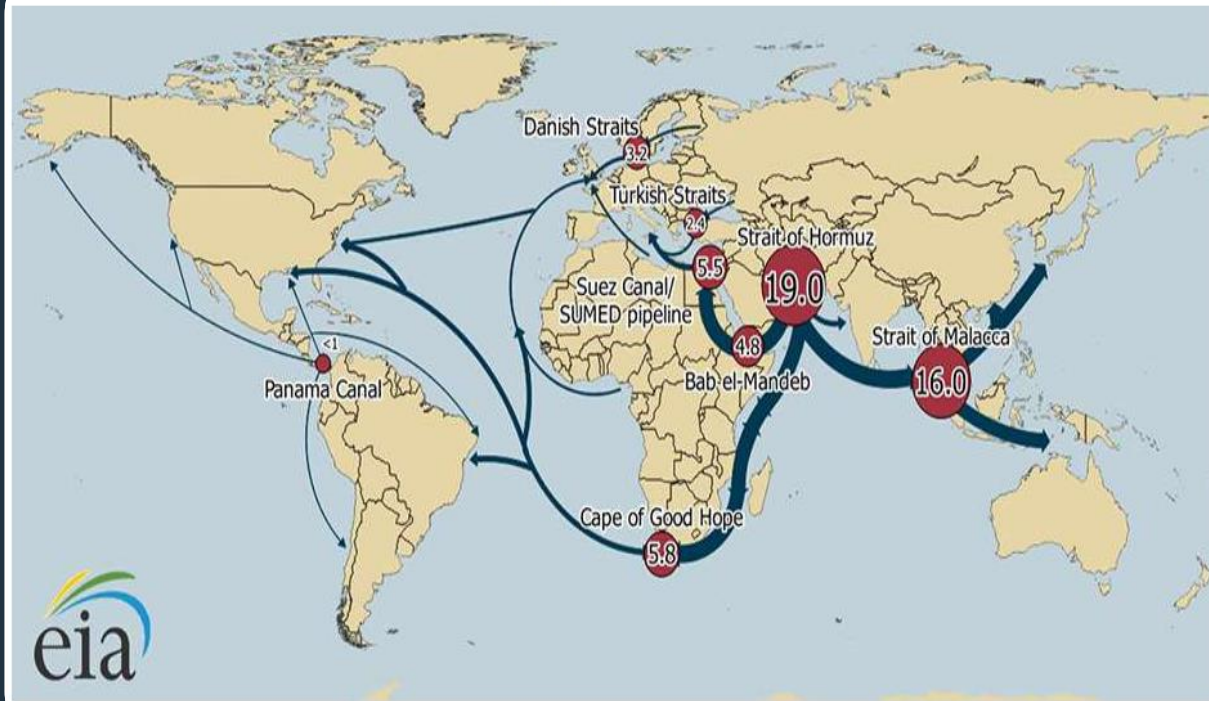 Danish Straits
3.2
Turkish Straits
2.4
Strait of Hormuz
19.0
5.5
Suez Canal/
SUMED pipeline
4.8
Bab el-Mandeb
Strait of Malacca
16.0
<1
Panama Canal
Cape of Good Hope
5.8
eia